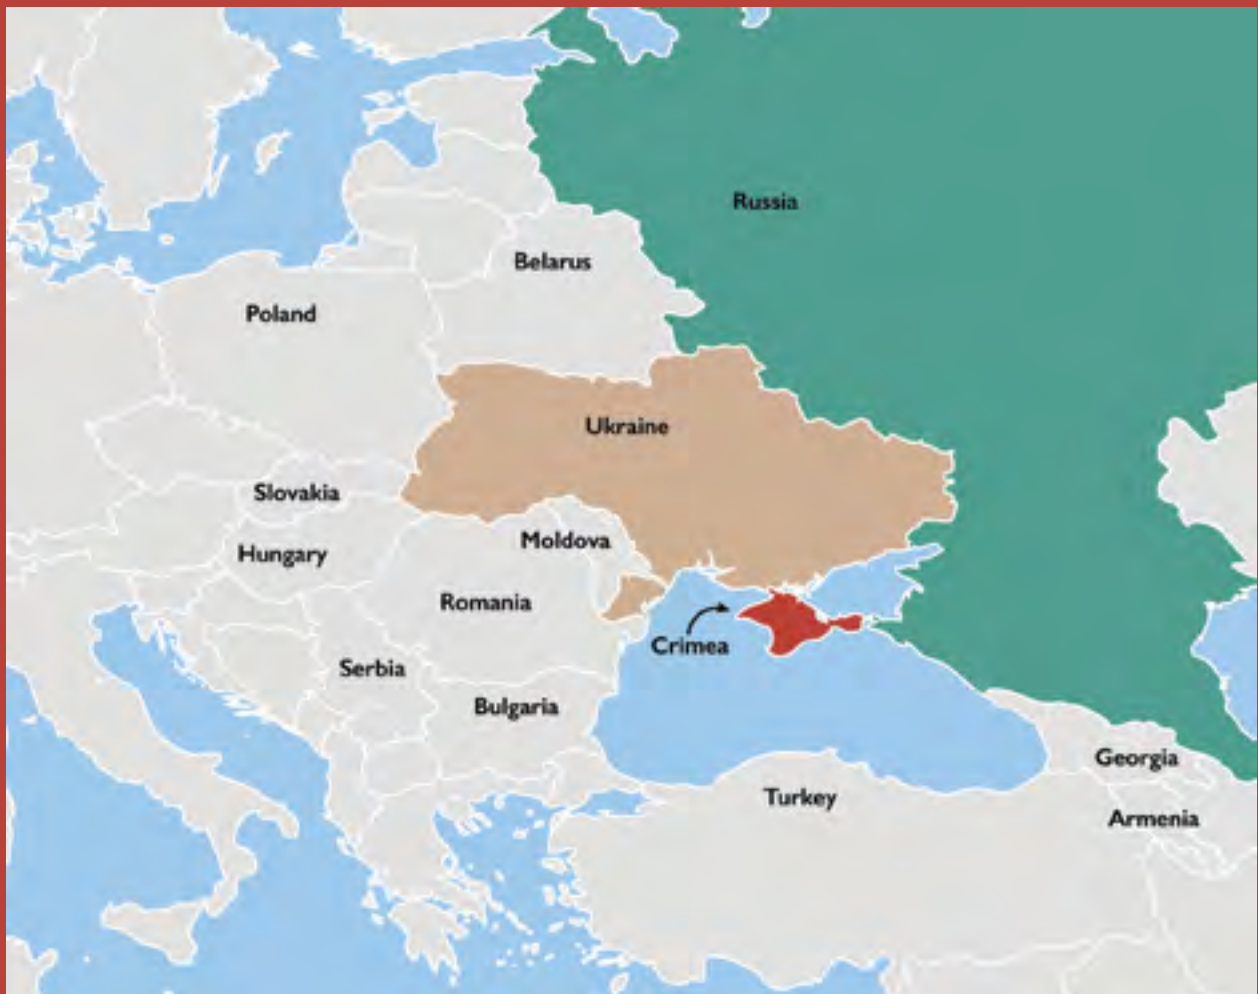 Russia
Belarus
Poland
Ukraine
Slovakia
Moldova
Hungary
Romania
Crimea
Serbia
Bulgaria
Georgia
Turkey
Armenia